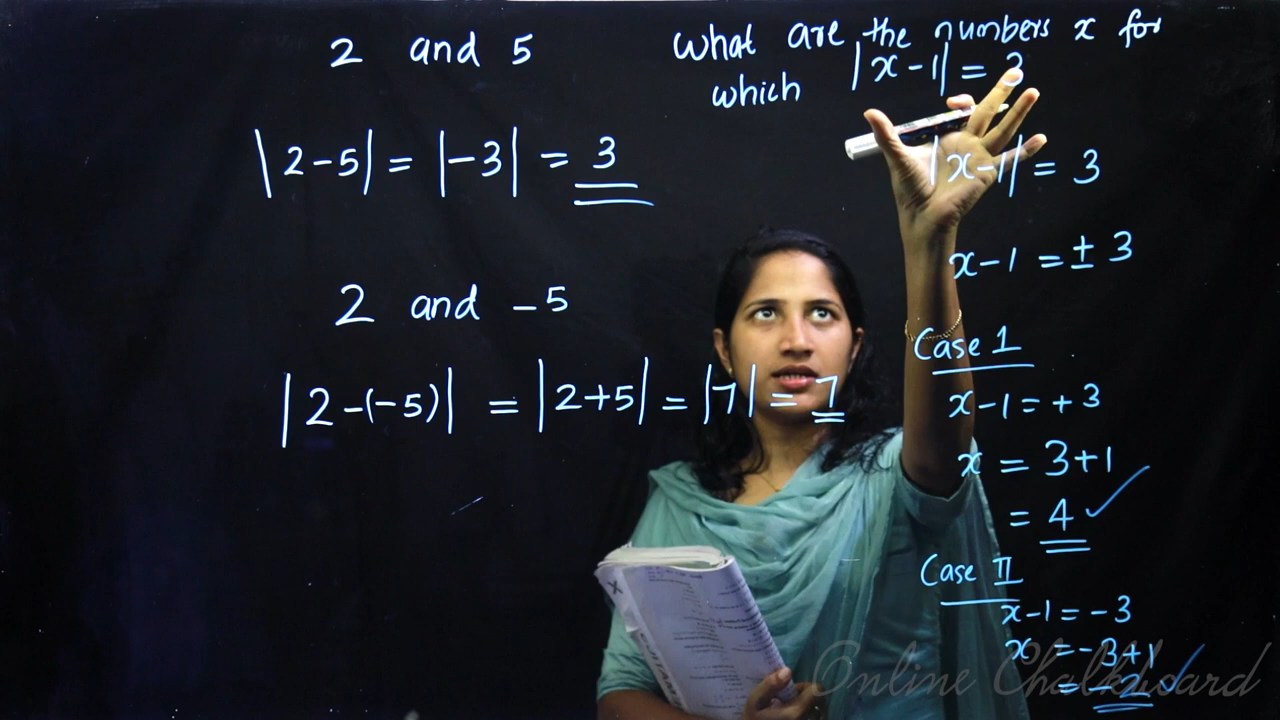 2 and 5
|2-5| = |-3| = 3
2 and -5
|2-(-5)| = |2+5| = |7| = 7
What are the numbers x for
which |x-1| = 3
|x-1| = 3
x-1 = ± 3
Case 1
x-1 = +3
x = 3+1
= 4 ✓
Case II
x-1 = -3
x = -3+1
= -2 ✓
Online Chalkboard